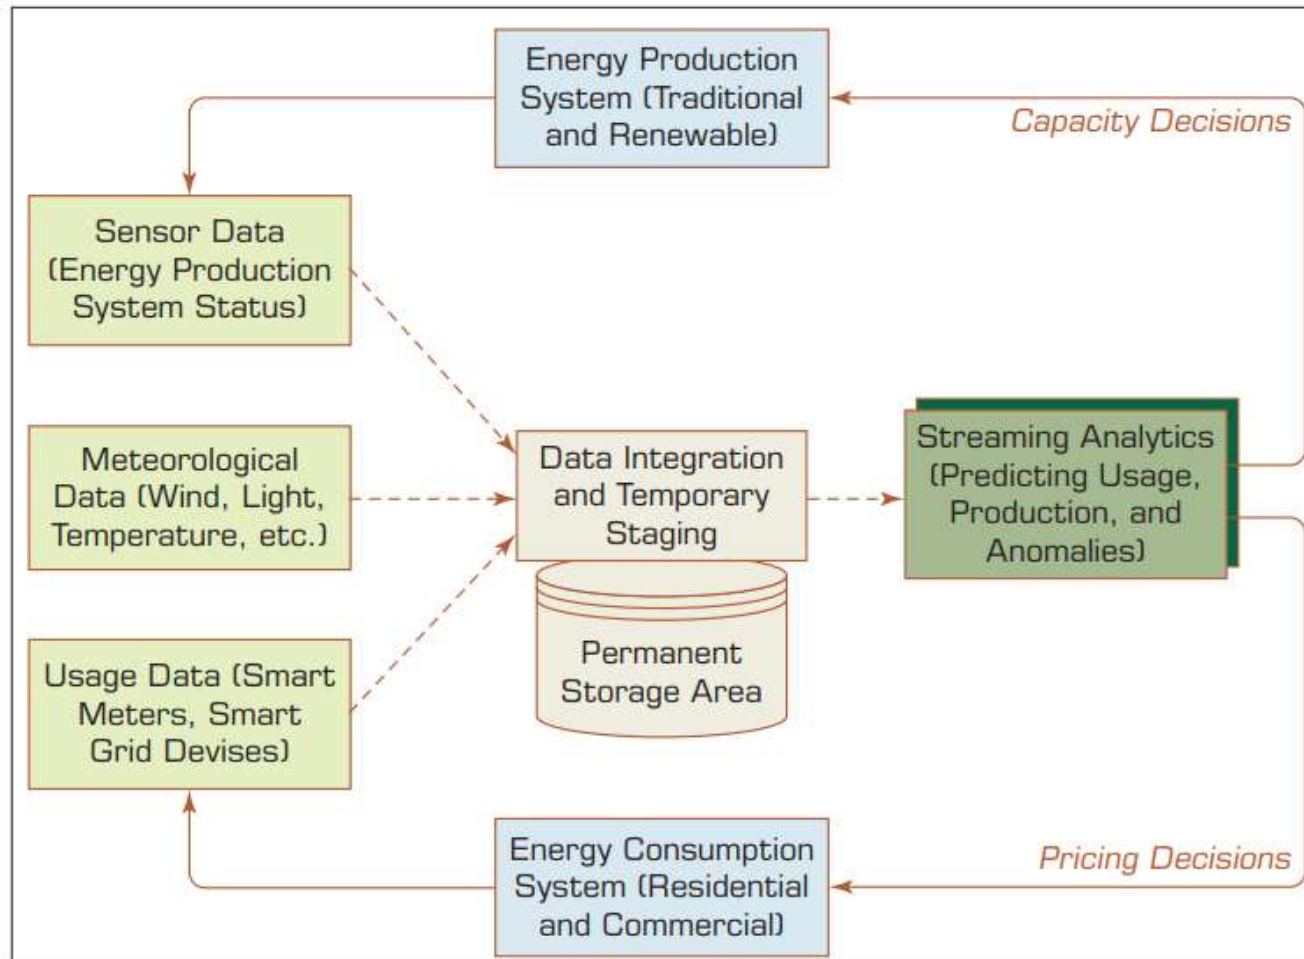 Energy Production
System (Traditional
and Renewable)
Capacity Decisions
Sensor Data
(Energy Production
System Status)
Meteorological
Data (Wind, Light,
Temperature, etc.)
Data Integration
and Temporary
Staging
Streaming Analytics
(Predicting Usage,
Production, and
Anomalies)
Permanent
Storage Area
Usage Data (Smart
Meters, Smart
Grid Devises)
Energy Consumption
System (Residential
and Commercial)
Pricing Decisions